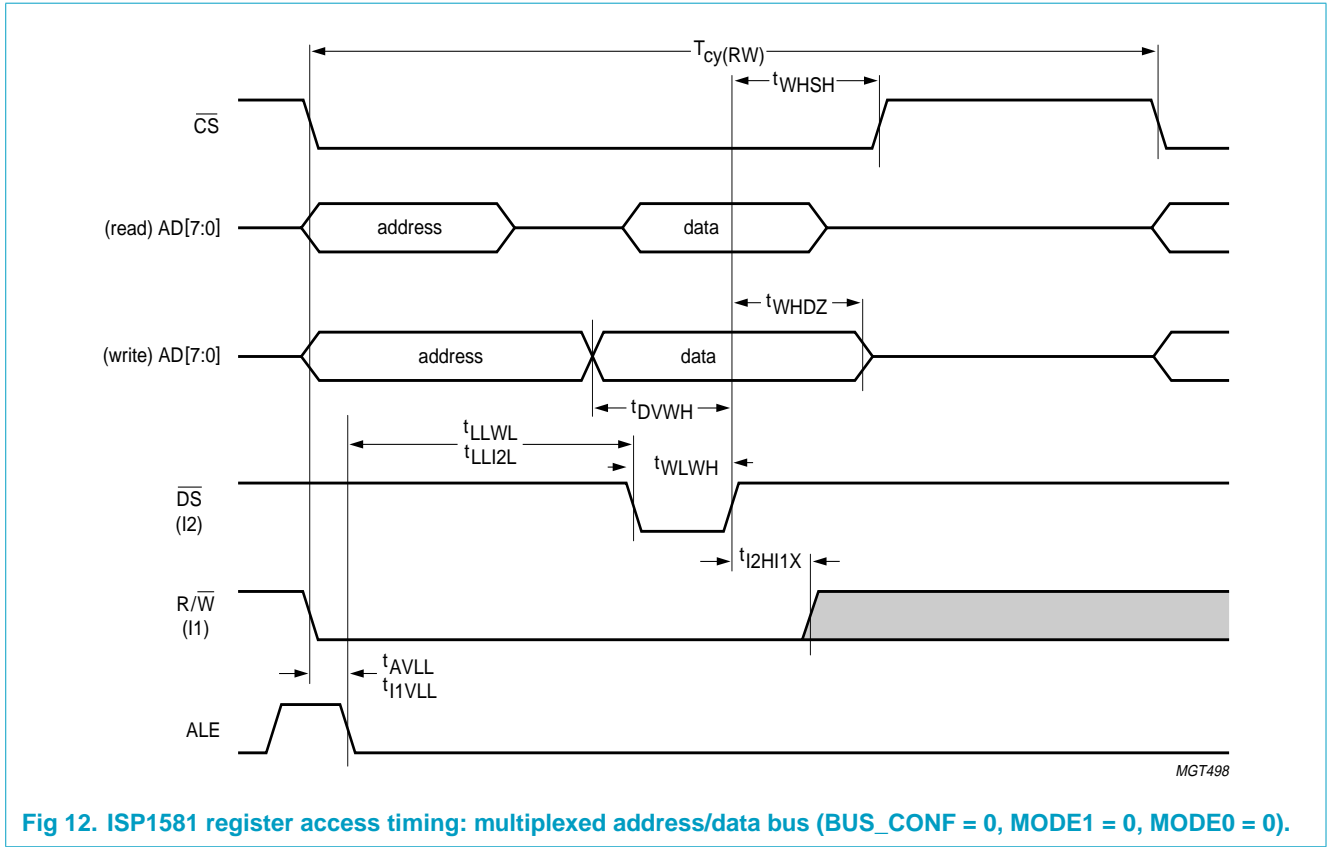 Tcy(RW)
tWHSH
CS
(read) AD[7:0]
address
data
tWHDZ
(write) AD[7:0]
address
data
tDVWH
tLLWL
tLLI2L
tWLWH
DS
(I2)
tI2HI1X
R/W
(I1)
tAVLL
tI1VLL
ALE
MGT498
Fig 12. ISP1581 register access timing: multiplexed address/data bus (BUS_CONF = 0, MODE1 = 0, MODE0 = 0).